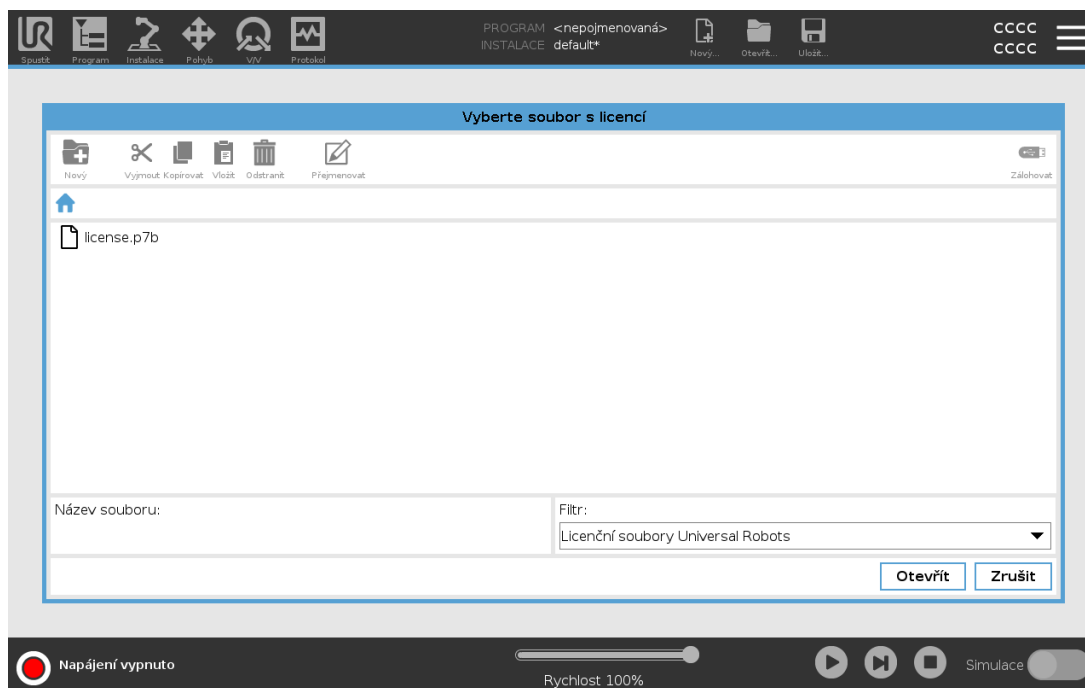 PROGRAM <nepojmenovaná>
INSTALACE default*
CCCC
CCCC
Spustit Program Instalace Pohyb V/V Protokol Nový... Otevřít... Uložit...
Vyberte soubor s licencí
Nový Vyjmout Kopírovat Vložit Odstranit Přejmenovat Zálohovat
license.p7b
Název souboru:
Filtr:
Licenční soubory Universal Robots
Otevřít Zrušit
Napájení vypnuto
Rychlost 100%
Simulace